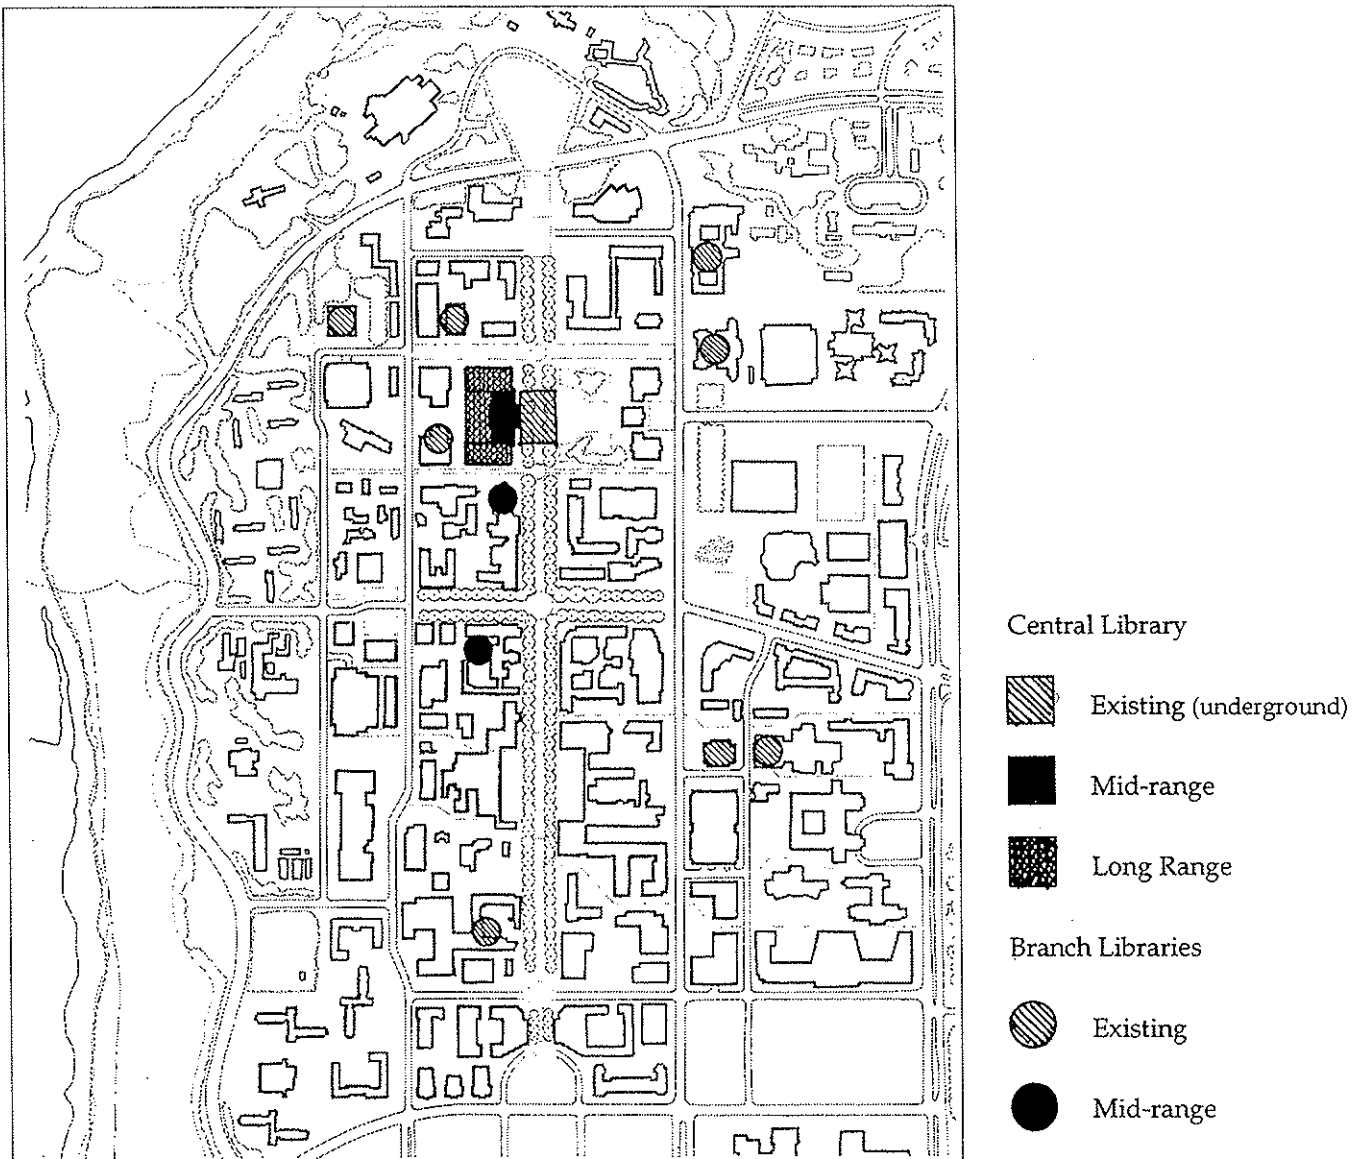 Central Library
Existing (underground)
Mid-range
Long Range
Branch Libraries
Existing
Mid-range